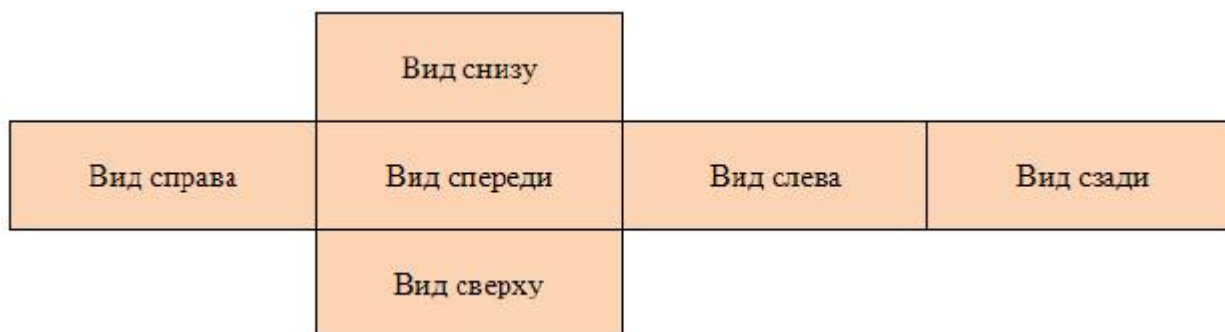 Вид снизу
Вид справа
Вид спереди
Вид слева
Вид сзади
Вид сверху